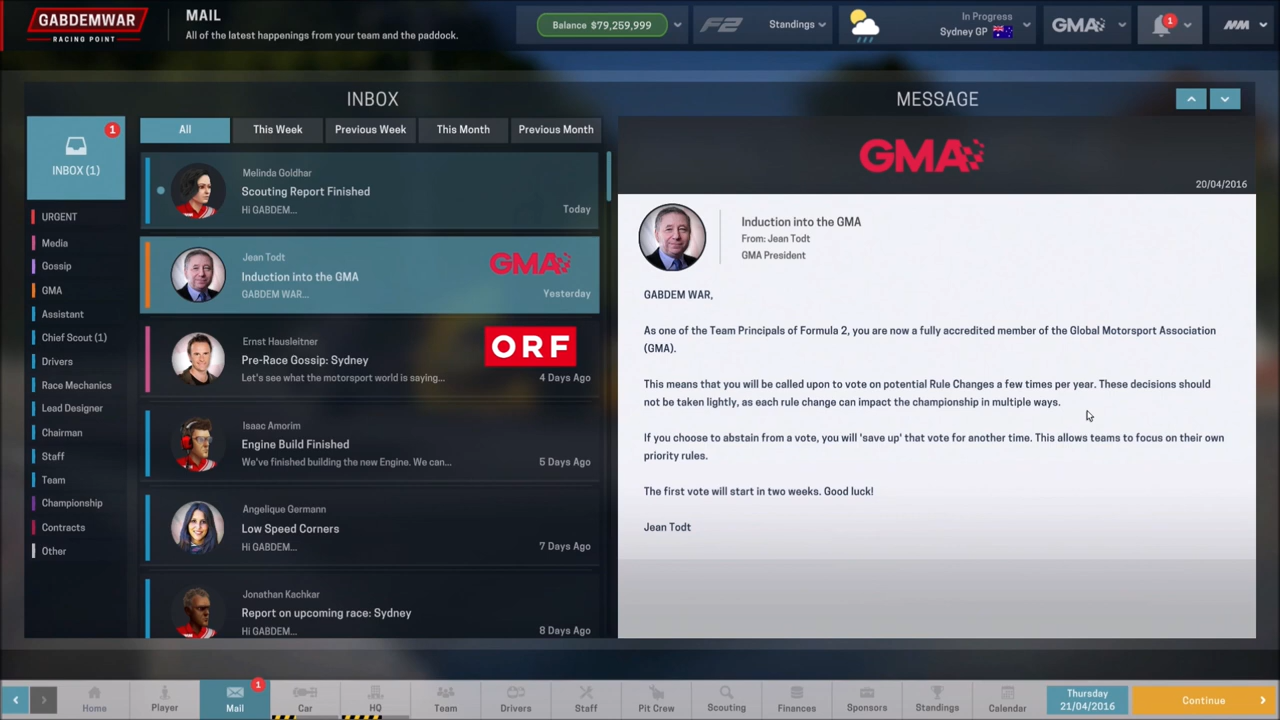 GABDEMWAR
RACING POINT
MAIL
All of the latest happenings from your team and the paddock.
Balance $79,259,999
F2
Standings
In Progress
Sydney GP
GMA
1
MM
INBOX
MESSAGE
1
INBOX (1)
URGENT
Media
Gossip
GMA
Assistant
Chief Scout (1)
Drivers
Race Mechanics
Lead Designer
Chairman
Staff
Team
Championship
Contracts
Other
All
This Week
Previous Week
This Month
Previous Month
Melinda Goldhar
Scouting Report Finished
Hi GABDEM...
Today
Jean Todt
Induction into the GMA
GABDEM WAR...
GMA
Yesterday
Ernst Hausleitner
Pre-Race Gossip: Sydney
Let's see what the motorsport world is saying...
ORF
4 Days Ago
Isaac Amorim
Engine Build Finished
We've finished building the new Engine. We can...
5 Days Ago
Angelique Germann
Low Speed Corners
Hi GABDEM...
7 Days Ago
Jonathan Kachkar
Report on upcoming race: Sydney
Hi GABDEM...
8 Days Ago
GMA
20/04/2016
Induction into the GMA
From: Jean Todt
GMA President
GABDEM WAR,
As one of the Team Principals of Formula 2, you are now a fully accredited member of the Global Motorsport Association
(GMA).
This means that you will be called upon to vote on potential Rule Changes a few times per year. These decisions should
not be taken lightly, as each rule change can impact the championship in multiple ways.
If you choose to abstain from a vote, you will 'save up' that vote for another time. This allows teams to focus on their own
priority rules.
The first vote will start in two weeks. Good luck!
Jean Todt
Home
Player
1
Mail
Car
HQ
Team
Drivers
Staff
Pit Crew
Scouting
Finances
Sponsors
Standings
Calendar
Thursday
21/04/2016
Continue